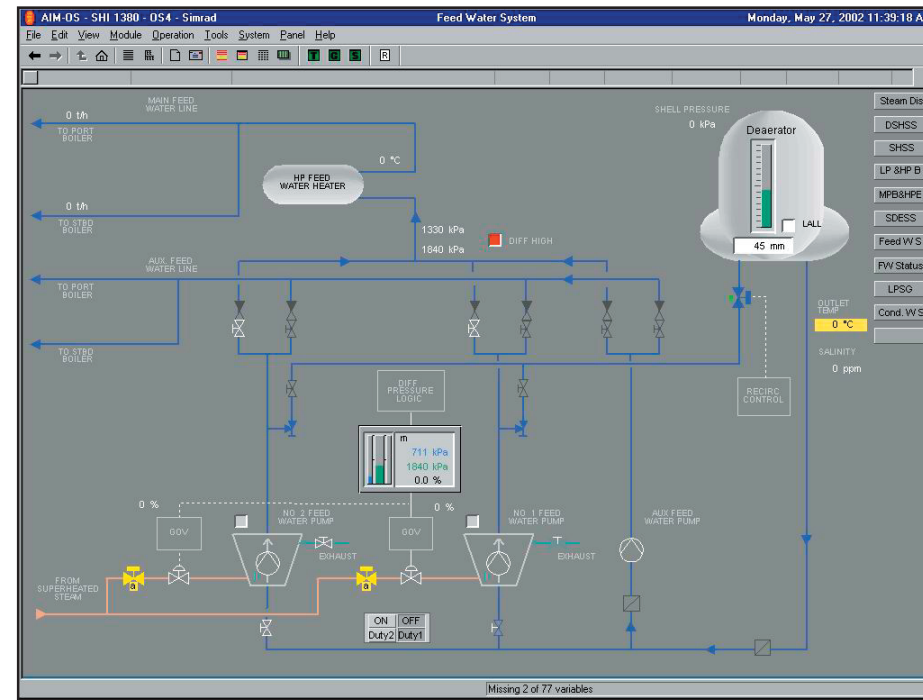 AIM-OS - SHI 1380 - OS4 - Simrad
Feed Water System
Monday, May 27, 2002 11:39:18 A
File Edit View Module Operation Tools System Panel Help
T G S R
MAIN FEED
WATER LINE
0 t/h
TO PORT
BOILER
0 °C
HP FEED
WATER HEATER
0 t/h
TO STBD
BOILER
1330 kPa
1840 kPa
DIFF HIGH
AUX. FEED
WATER LINE
TO PORT
BOILER
TO STBD
BOILER
SHELL PRESSURE
0 kPa
Deaerator
LALL
45 mm
OUTLET
TEMP
0 °C
SALINITY
0 ppm
RECIRC
CONTROL
DIFF
PRESSURE
LOGIC
m
711 kPa
1840 kPa
0.0 %
0 %
GOV
NO. 2 FEED
WATER PUMP
EXHAUST
0 %
GOV
NO. 1 FEED
WATER PUMP
EXHAUST
AUX FEED
WATER PUMP
FROM
SUPERHEATED
STEAM
a
a
ON OFF
Duty2 Duty1
Steam Dis
DSHSS
SHSS
LP &HP B
MPB&HPE
SDESS
Feed W S
FW Status
LPSG
Cond. W S
Missing 2 of 77 variables